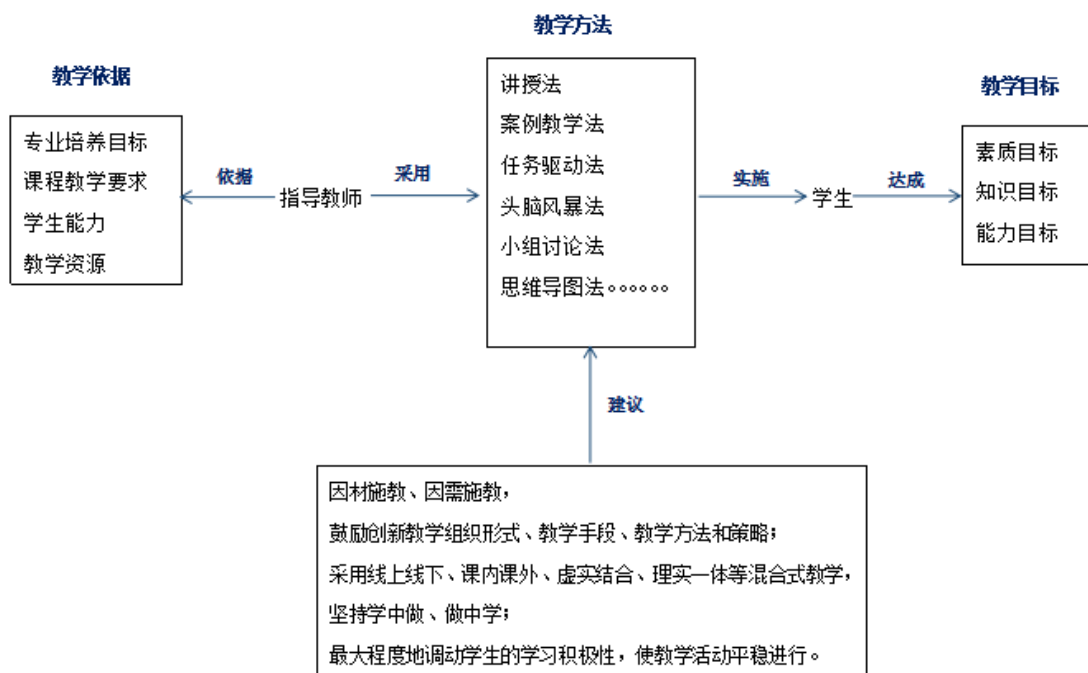 教学方法
教学依据
教学目标
专业培养目标
课程教学要求
学生能力
教学资源
依据
指导教师
采用
讲授法
案例教学法
任务驱动法
头脑风暴法
小组讨论法
思维导图法。。。。。。
实施
学生
达成
素质目标
知识目标
能力目标
建议
因材施教、因需施教，
鼓励创新教学组织形式、教学手段、教学方法和策略；
采用线上线下、课内课外、虚实结合、理实一体等混合式教学，
坚持学中做、做中学；
最大程度地调动学生的学习积极性，使教学活动平稳进行。